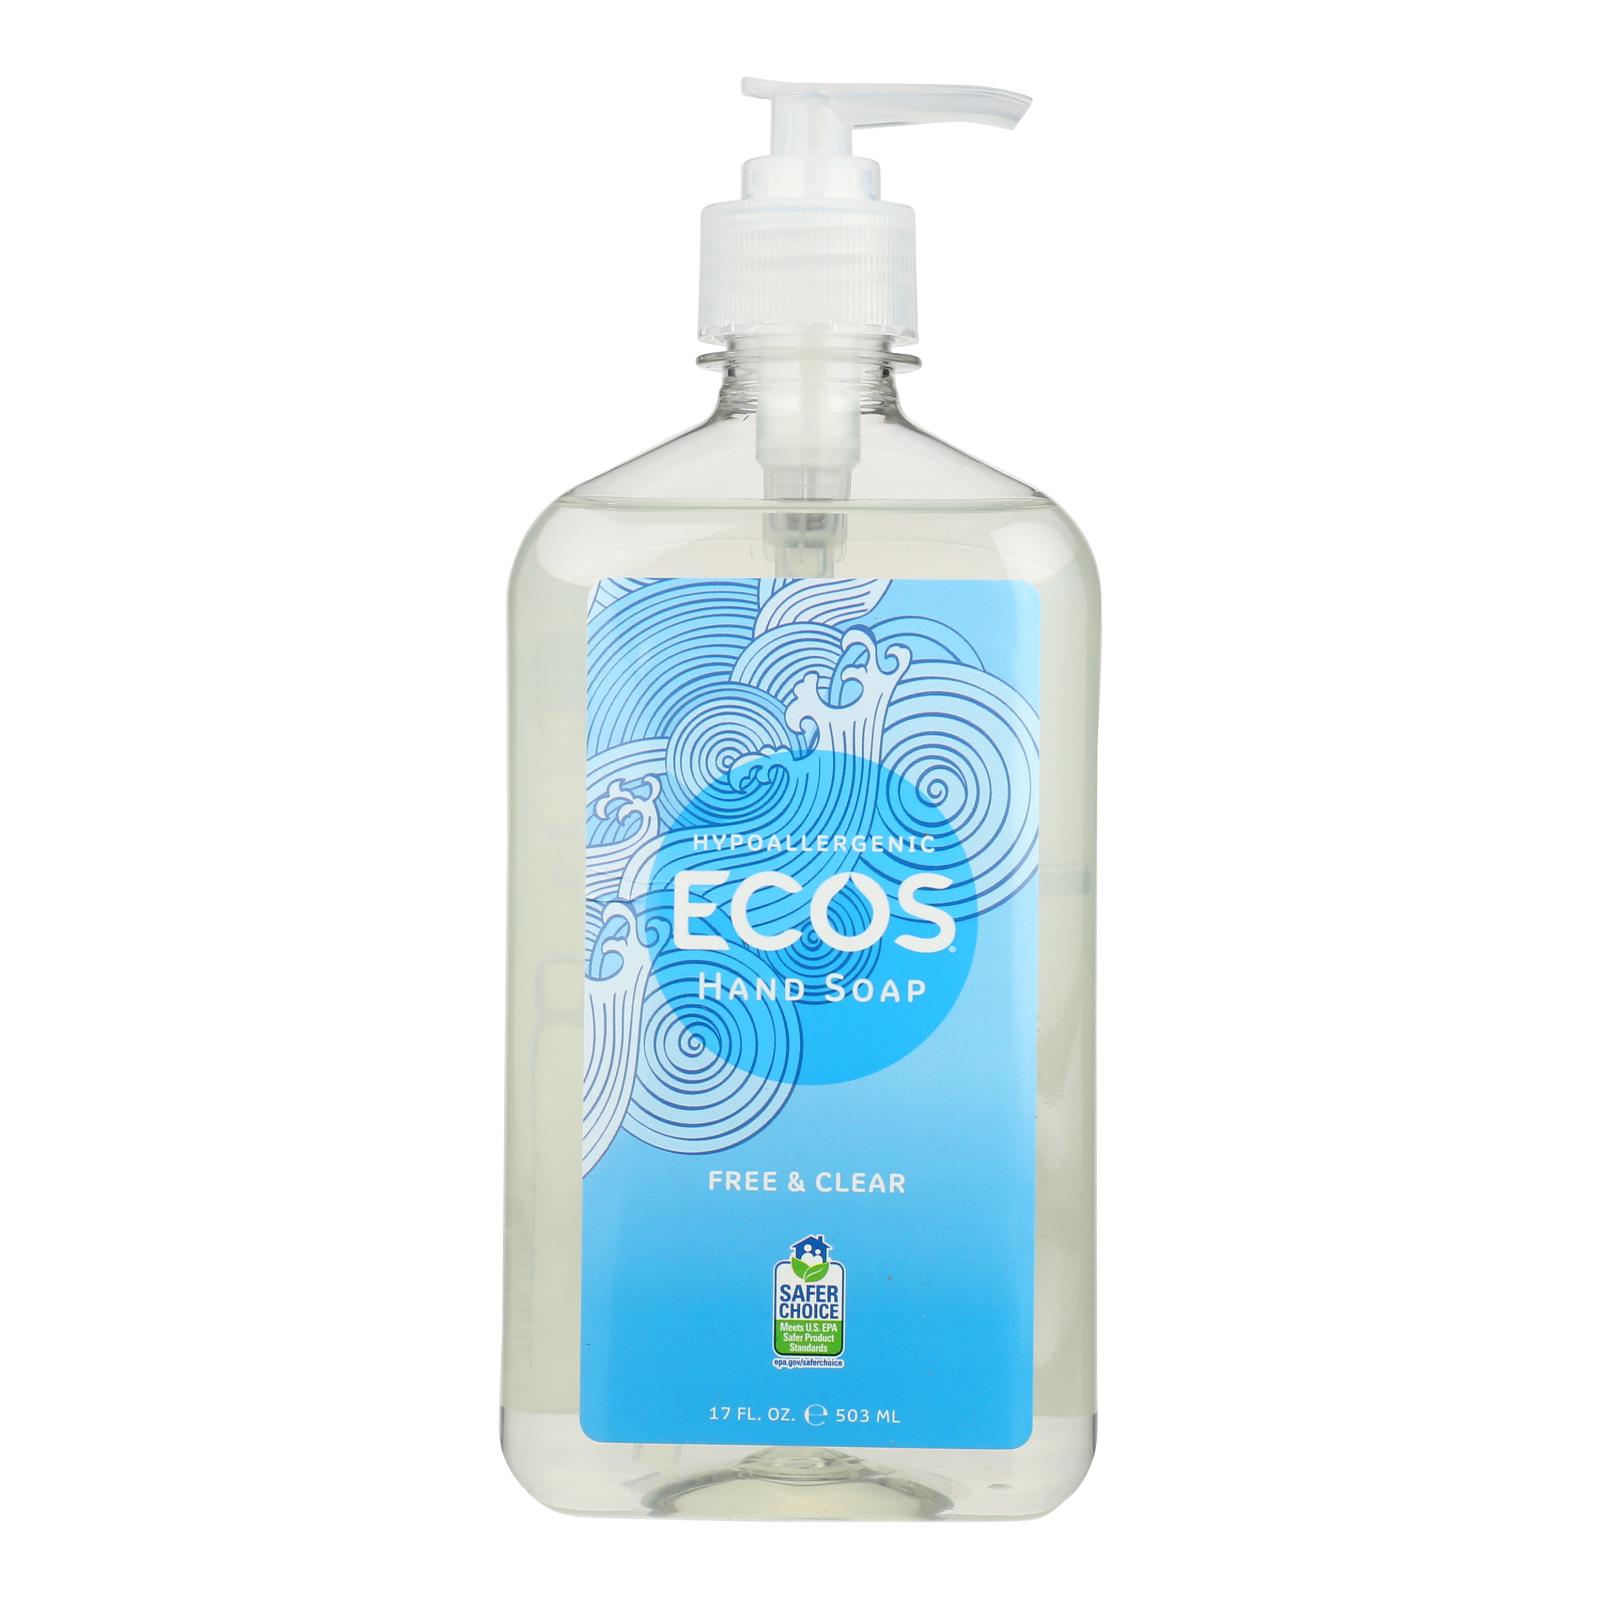 HYPOALLERGENIC
ECOS®
HAND SOAP
FREE & CLEAR
SAFER
CHOICE
Meets U.S. EPA
Safer Product
Standards
epa.gov/saferchoice
17 FL. OZ. ℮ 503 ML